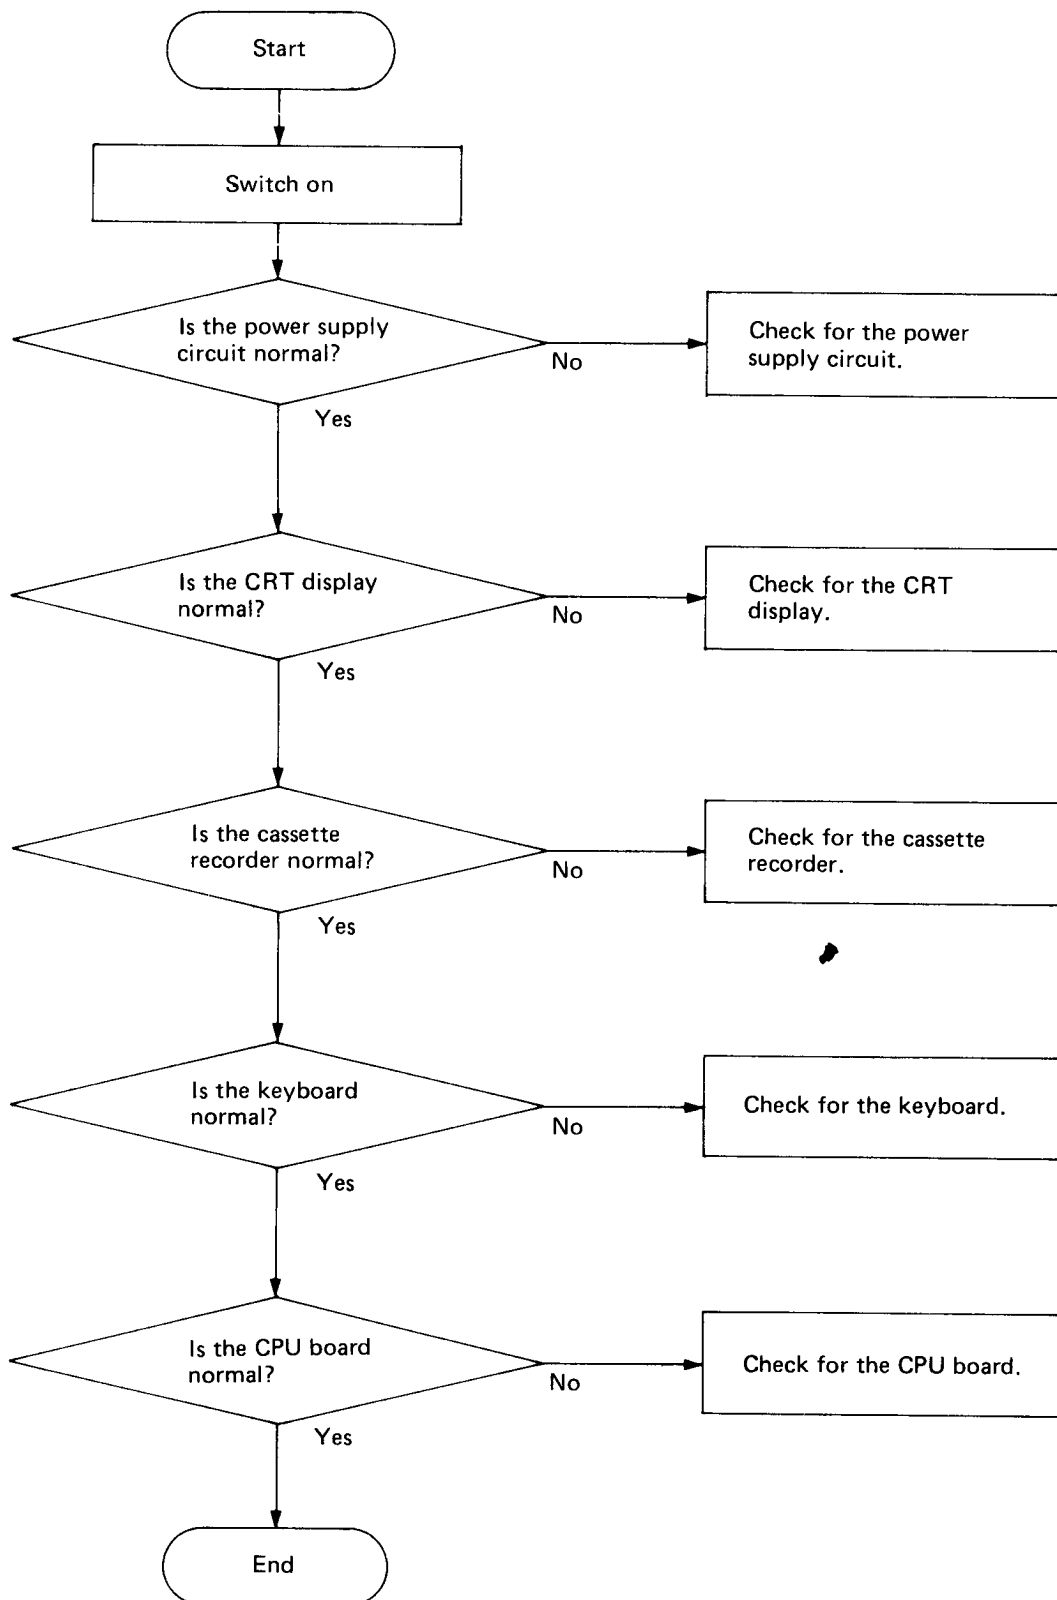 Start
Switch on
Is the power supply
circuit normal?
No
Check for the power
supply circuit.
Yes
Is the CRT display
normal?
No
Check for the CRT
display.
Yes
Is the cassette
recorder normal?
No
Check for the cassette
recorder.
Yes
Is the keyboard
normal?
No
Check for the keyboard.
Yes
Is the CPU board
normal?
No
Check for the CPU board.
Yes
End